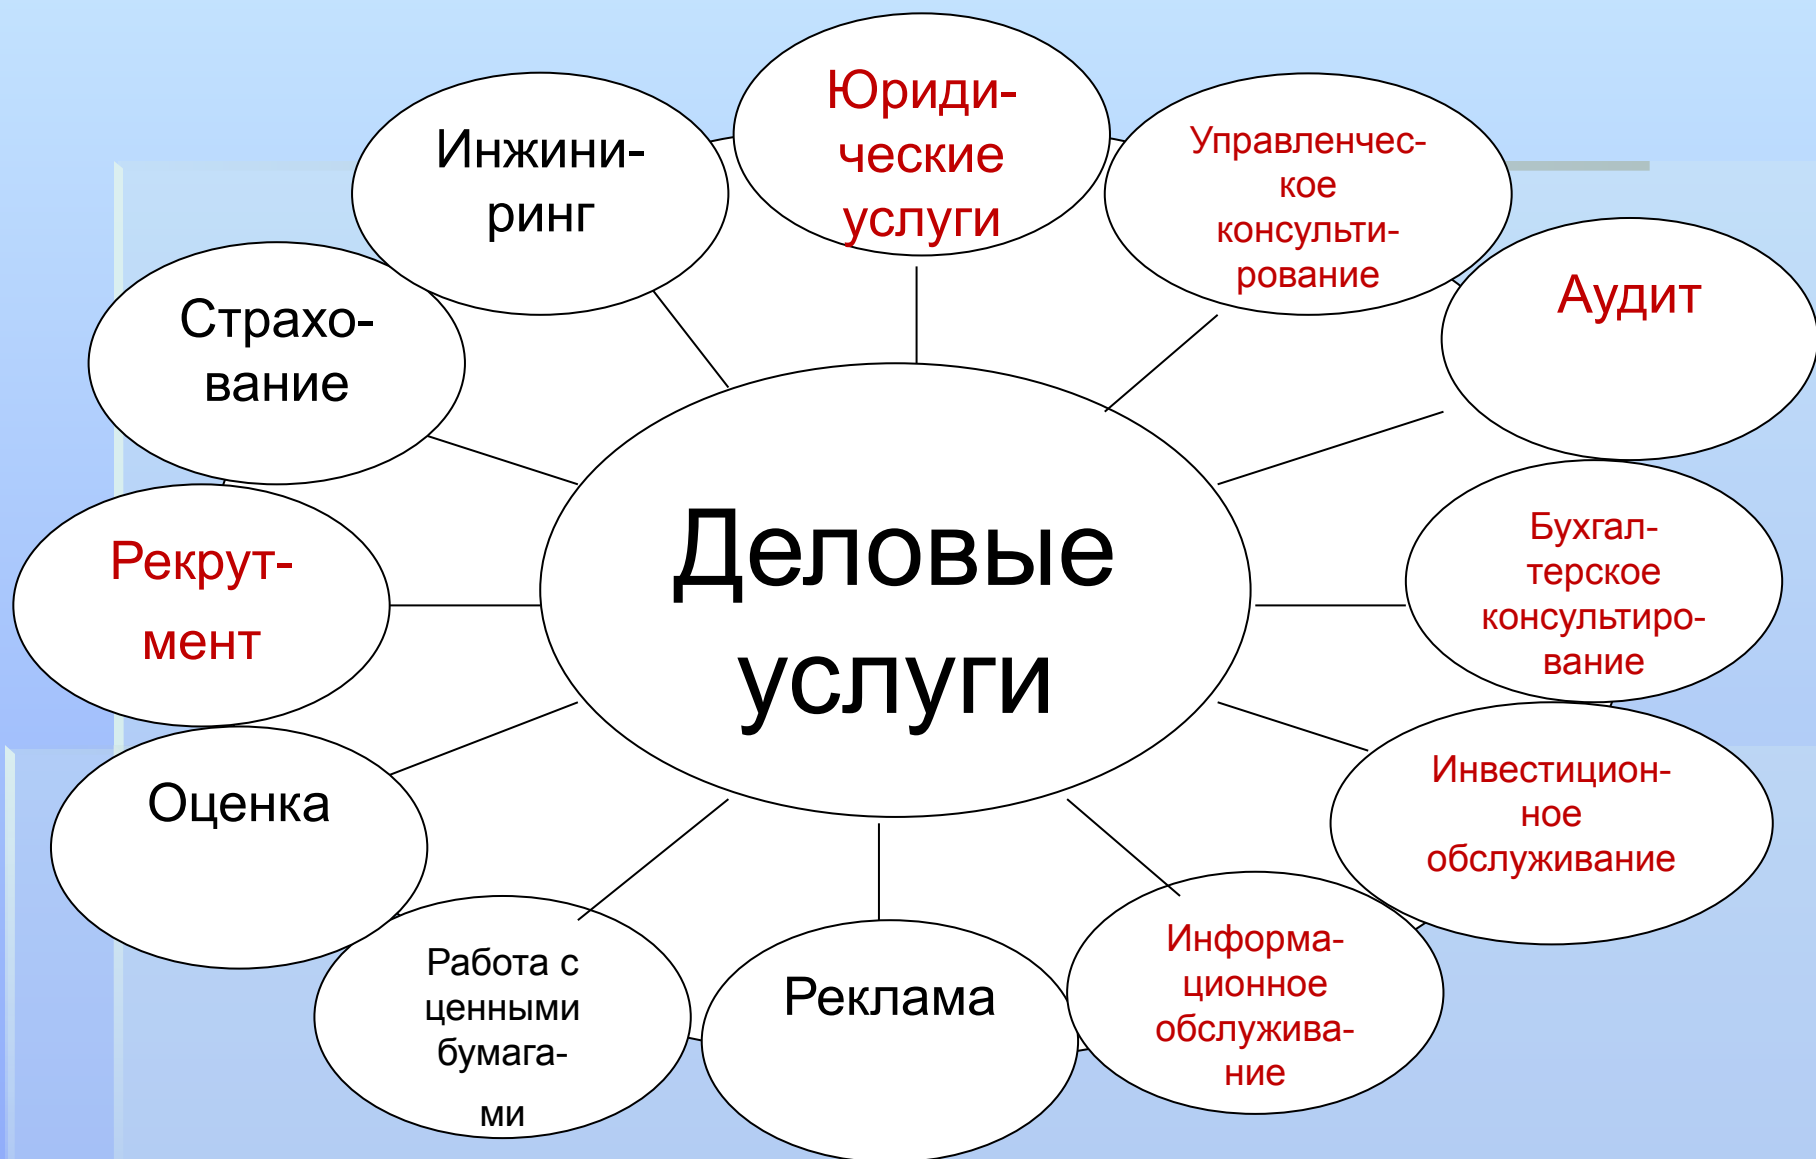 Юриди-
ческие
услуги
Управленчес-
кое
консульти-
рование
Аудит
Бухгал-
терское
консультиро-
вание
Инвестицион-
ное
обслуживание
Информа-
ционное
обслужива-
ние
Реклама
Работа с
ценными
бумага-
ми
Оценка
Рекрут-
мент
Страхо-
вание
Инжини-
ринг
Деловые
услуги